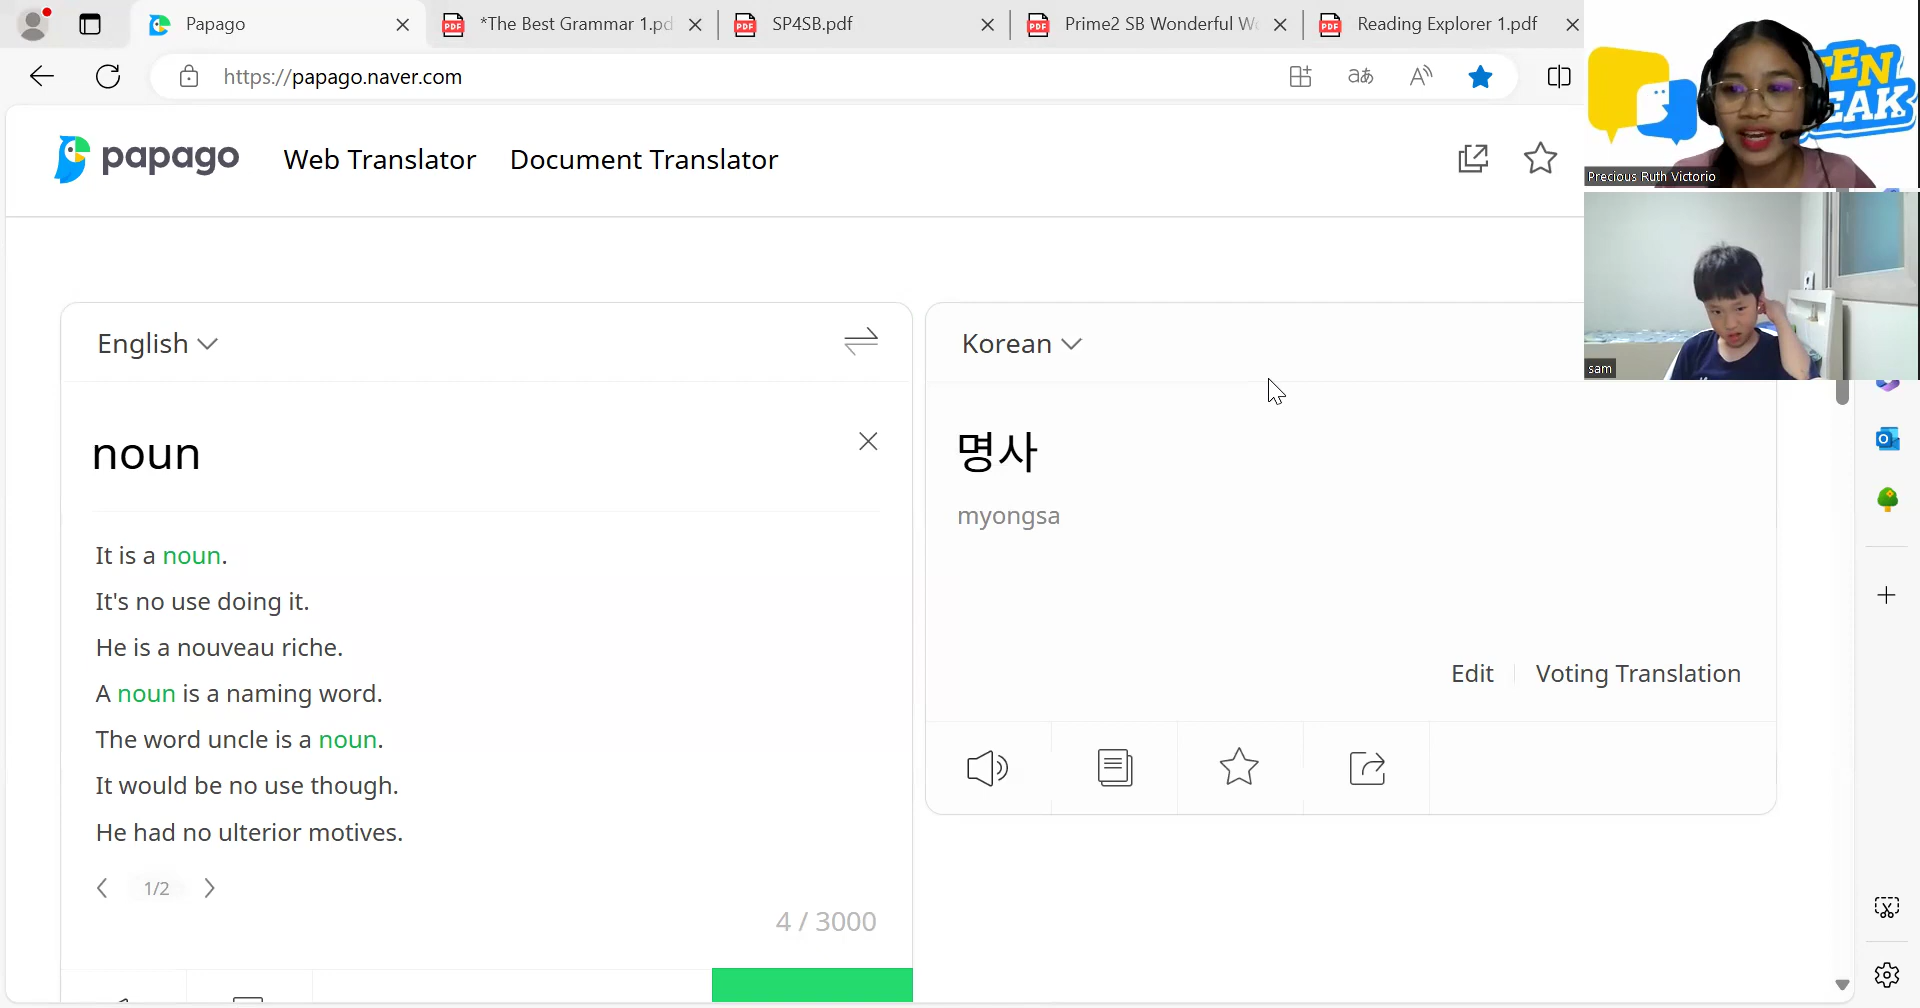 Papago
*The Best Grammar 1.pd
SP4SB.pdf
Prime2 SB Wonderful Wo
Reading Explorer 1.pdf
https://papago.naver.com
papago
Web Translator
Document Translator
EN
EAK
Precious Ruth Victorio
sam
English
Korean
noun
명사
myongsa
It is a noun.
It's no use doing it.
He is a nouveau riche.
A noun is a naming word.
The word uncle is a noun.
It would be no use though.
He had no ulterior motives.
Edit
Voting Translation
1/2
4 / 3000